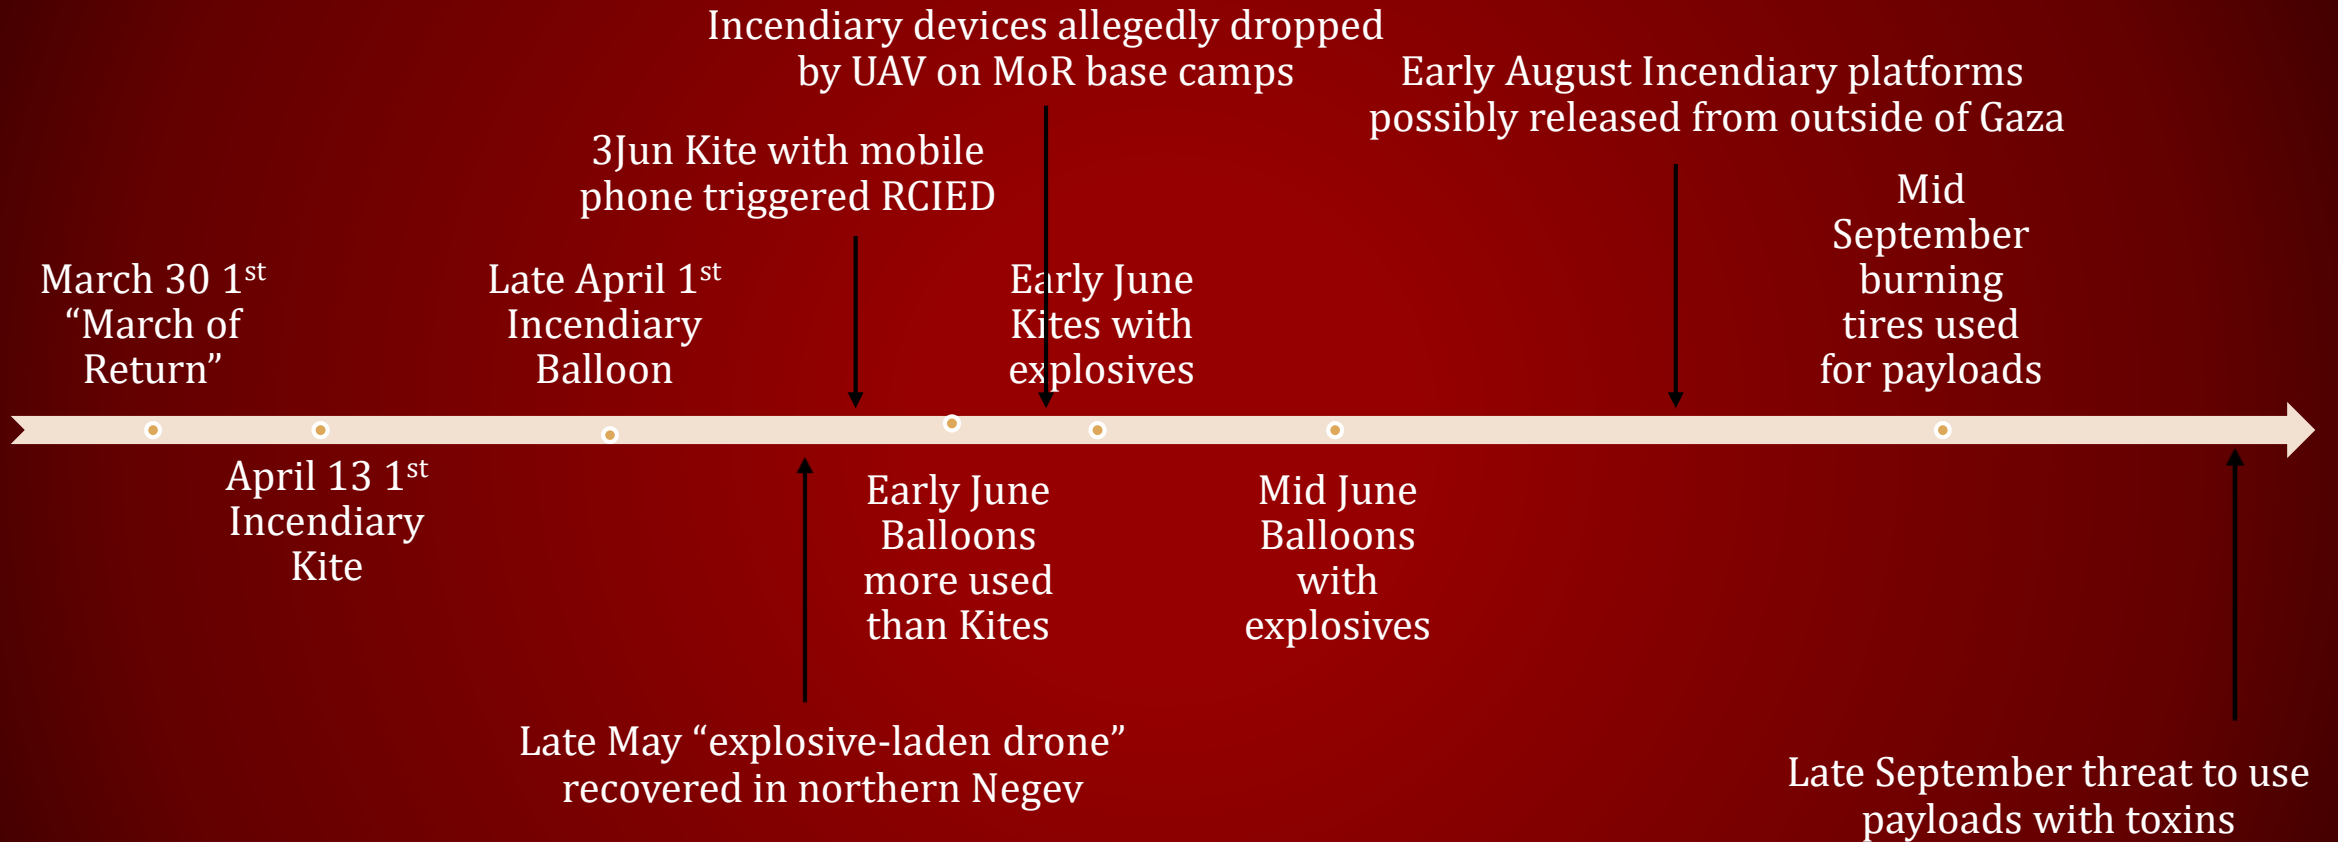 Incendiary devices allegedly dropped
by UAV on MoR base camps
Early August Incendiary platforms
possibly released from outside of Gaza
3Jun Kite with mobile
phone triggered RCIED
Mid
September
burning
tires used
for payloads
March 30 1st
“March of
Return”
Late April 1st
Incendiary
Balloon
Early June
Kites with
explosives
April 13 1st
Incendiary
Kite
Early June
Balloons
more used
than Kites
Mid June
Balloons
with
explosives
Late May “explosive-laden drone”
recovered in northern Negev
Late September threat to use
payloads with toxins